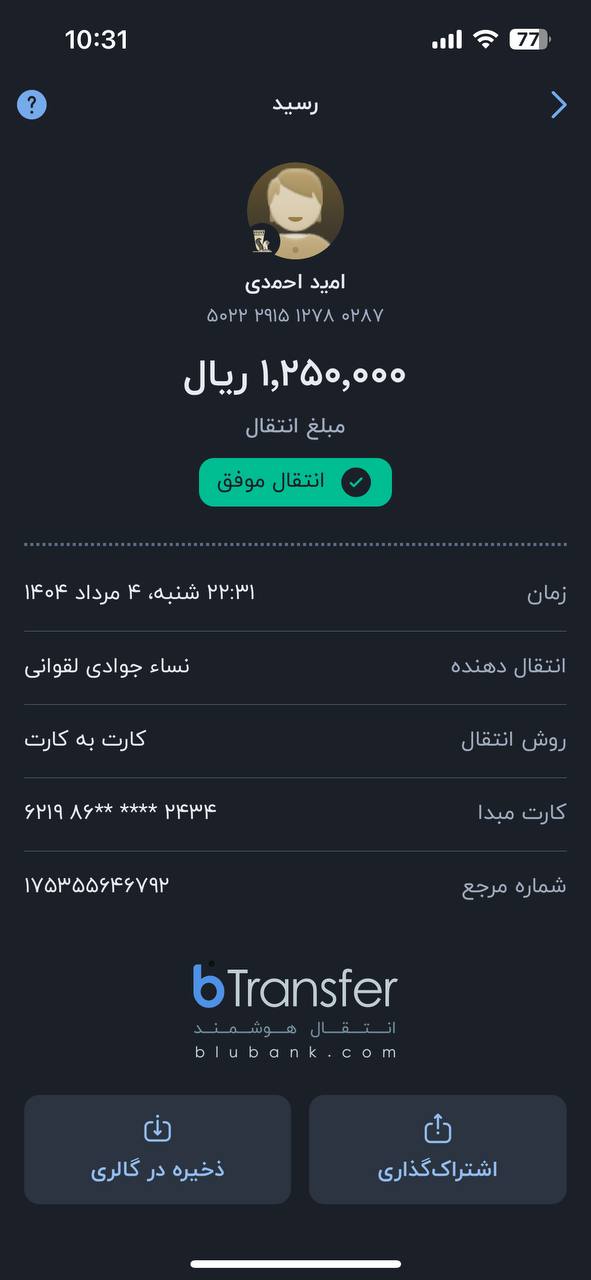 10:31
77
رسید
?
امید احمدی
۵۰۲۲ ۲۹۱۵ ۱۲۷۸ ۰۲۸۷
۱,۲۵۰,۰۰۰ ریال
مبلغ انتقال
انتقال موفق
زمان ۲۲:۳۱ شنبه، ۴ مرداد ۱۴۰۴
انتقال دهنده نساء جوادی لقوانی
روش انتقال کارت به کارت
کارت مبدا ۶۲۱۹ ۸۶** **** ۲۴۳۴
شماره مرجع ۱۷۵۳۵۵۶۴۶۷۹۲
bTransfer
انتقال هوشمند
blubank.com
اشتراک‌گذاری
ذخیره در گالری